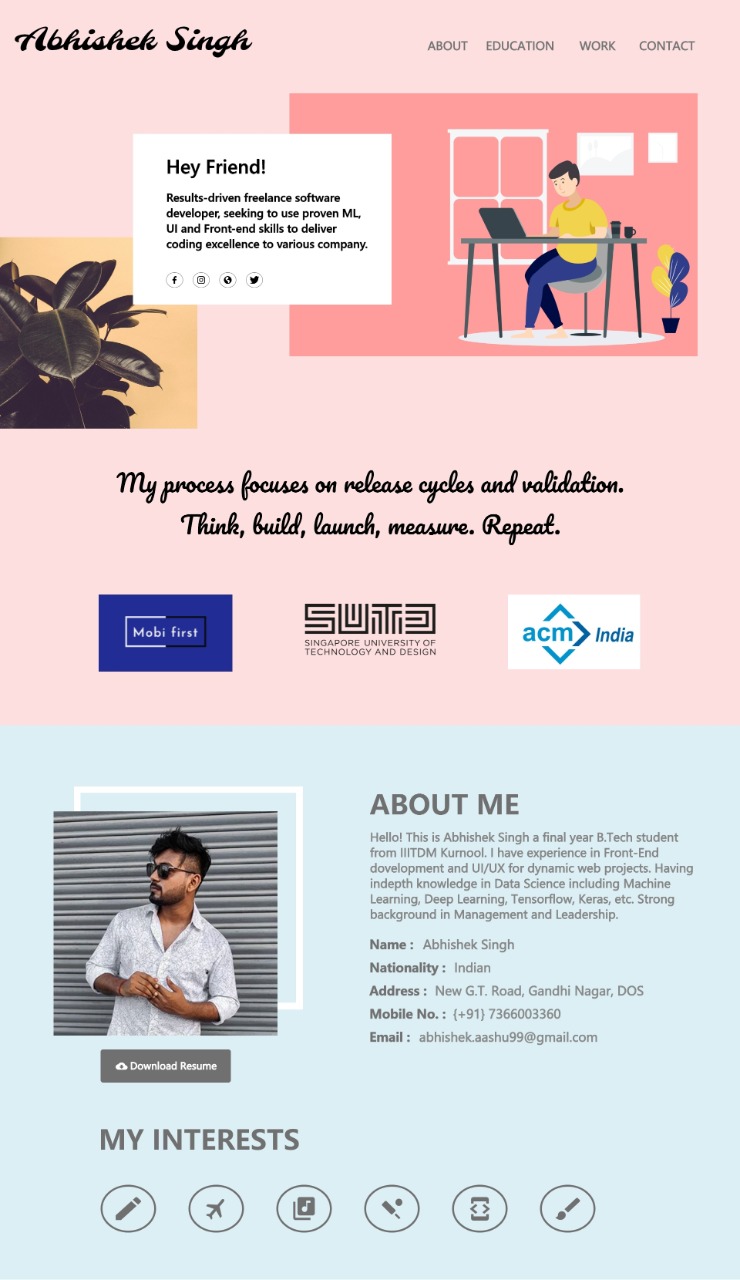 Abhishek Singh
ABOUT EDUCATION WORK CONTACT
Hey Friend!
Results-driven freelance software
developer, seeking to use proven ML,
UI and Front-end skills to deliver
coding excellence to various company.
My process focuses on release cycles and validation.
Think, build, launch, measure. Repeat.
Mobi first
SUTD
SINGAPORE UNIVERSITY OF
TECHNOLOGY AND DESIGN
acm India
ABOUT ME
Hello! This is Abhishek Singh a final year B.Tech student
from IIITDM Kurnool. I have experience in Front-End
dovelopment and UI/UX for dynamic web projects. Having
indepth knowledge in Data Science including Machine
Learning, Deep Learning, Tensorflow, Keras, etc. Strong
background in Management and Leadership.
Name : Abhishek Singh
Nationality : Indian
Address : New G.T. Road, Gandhi Nagar, DOS
Mobile No. : {+91} 7366003360
Email : abhishek.aashu99@gmail.com
Download Resume
MY INTERESTS